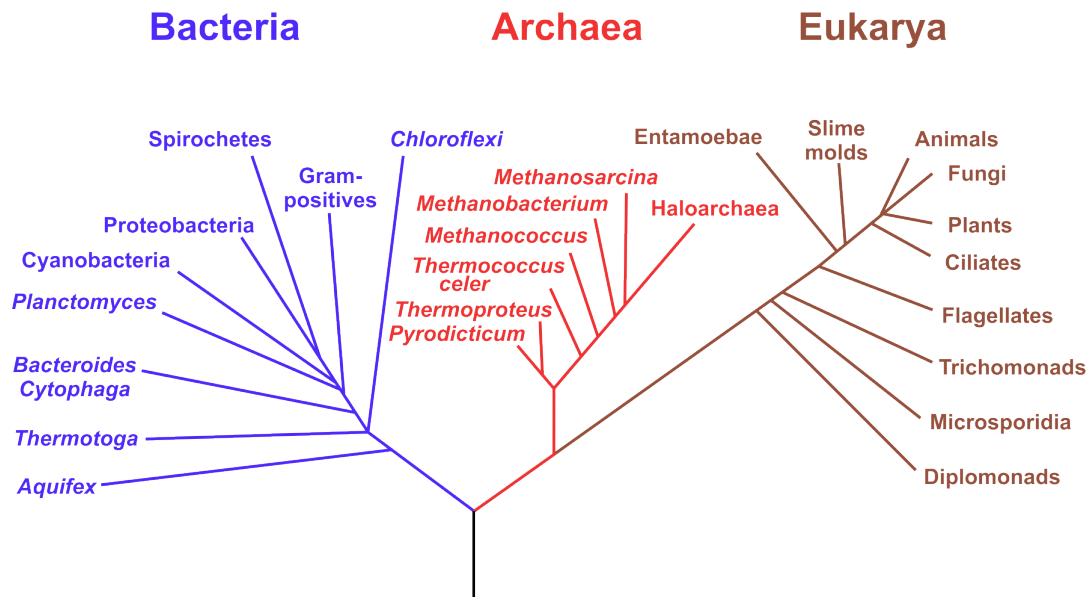 Bacteria
Archaea
Eukarya
Spirochetes
Chloroflexi
Gram-
positives
Proteobacteria
Cyanobacteria
Planctomyces
Bacteroides
Cytophaga
Thermotoga
Aquifex
Methanosarcina
Methanobacterium
Haloarchaea
Methanococcus
Thermococcus
celer
Thermoproteus
Pyrodicticum
Entamoebae
Slime
molds
Animals
Fungi
Plants
Ciliates
Flagellates
Trichomonads
Microsporidia
Diplomonads